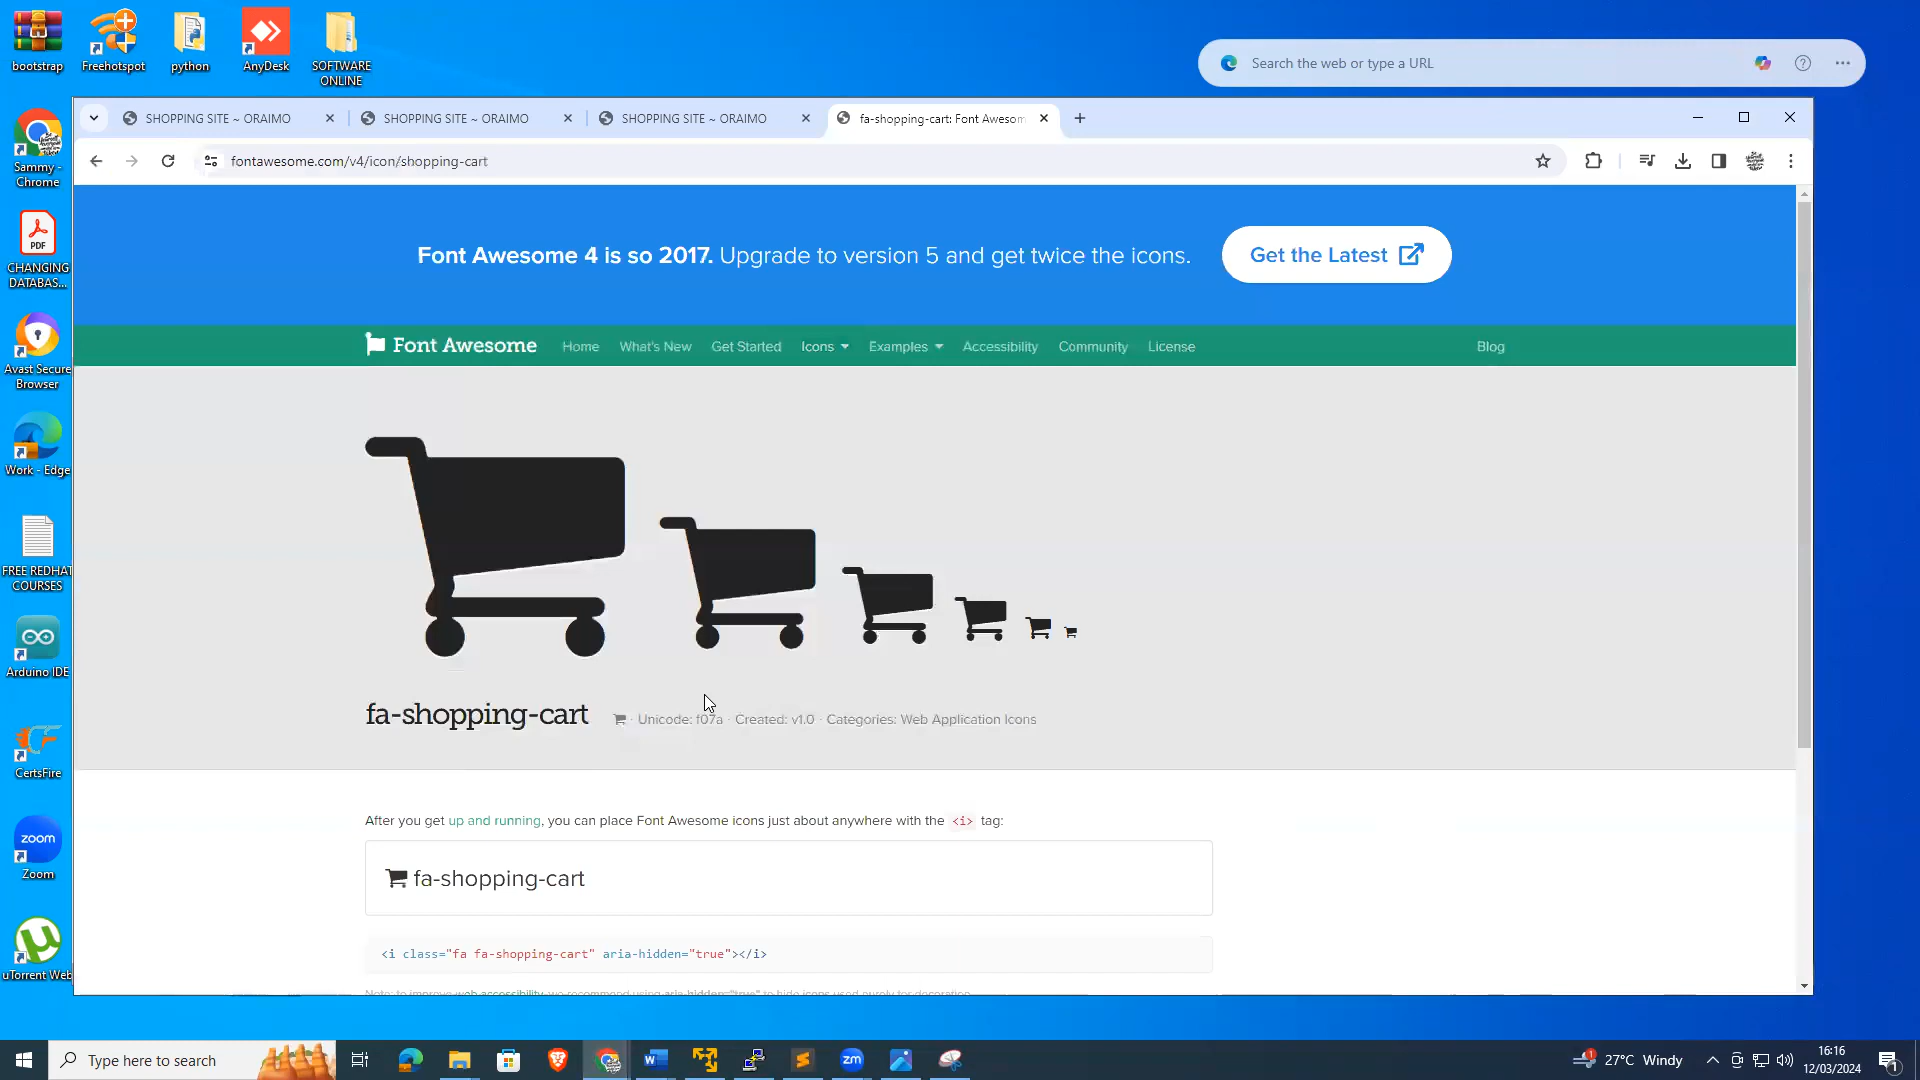 bootstrap
Freehotspot
python
AnyDesk
SOFTWARE
ONLINE
Search the web or type a URL
Sammy -
Chrome
PDF
CHANGING
DATABAS...
Avast Secure
Browser
Work - Edge
FREE REDHAT
COURSES
Arduino IDE
CertsFire
zoom
Zoom
uTorrent Web
SHOPPING SITE ~ ORAIMO
SHOPPING SITE ~ ORAIMO
SHOPPING SITE ~ ORAIMO
fa-shopping-cart: Font Awesom
fontawesome.com/v4/icon/shopping-cart
Font Awesome 4 is so 2017. Upgrade to version 5 and get twice the icons.
Get the Latest
Font Awesome Home What's New Get Started Icons Examples Accessibility Community License Blog
fa-shopping-cart · Unicode: f07a · Created: v1.0 · Categories: Web Application Icons
After you get up and running, you can place Font Awesome icons just about anywhere with the <i> tag:
fa-shopping-cart
<i class="fa fa-shopping-cart" aria-hidden="true"></i>
Note: to improve web accessibility, we recommend using aria-hidden="true" to hide icons used purely for decoration.
Type here to search
zm
1
27°C Windy
16:16
12/03/2024
1